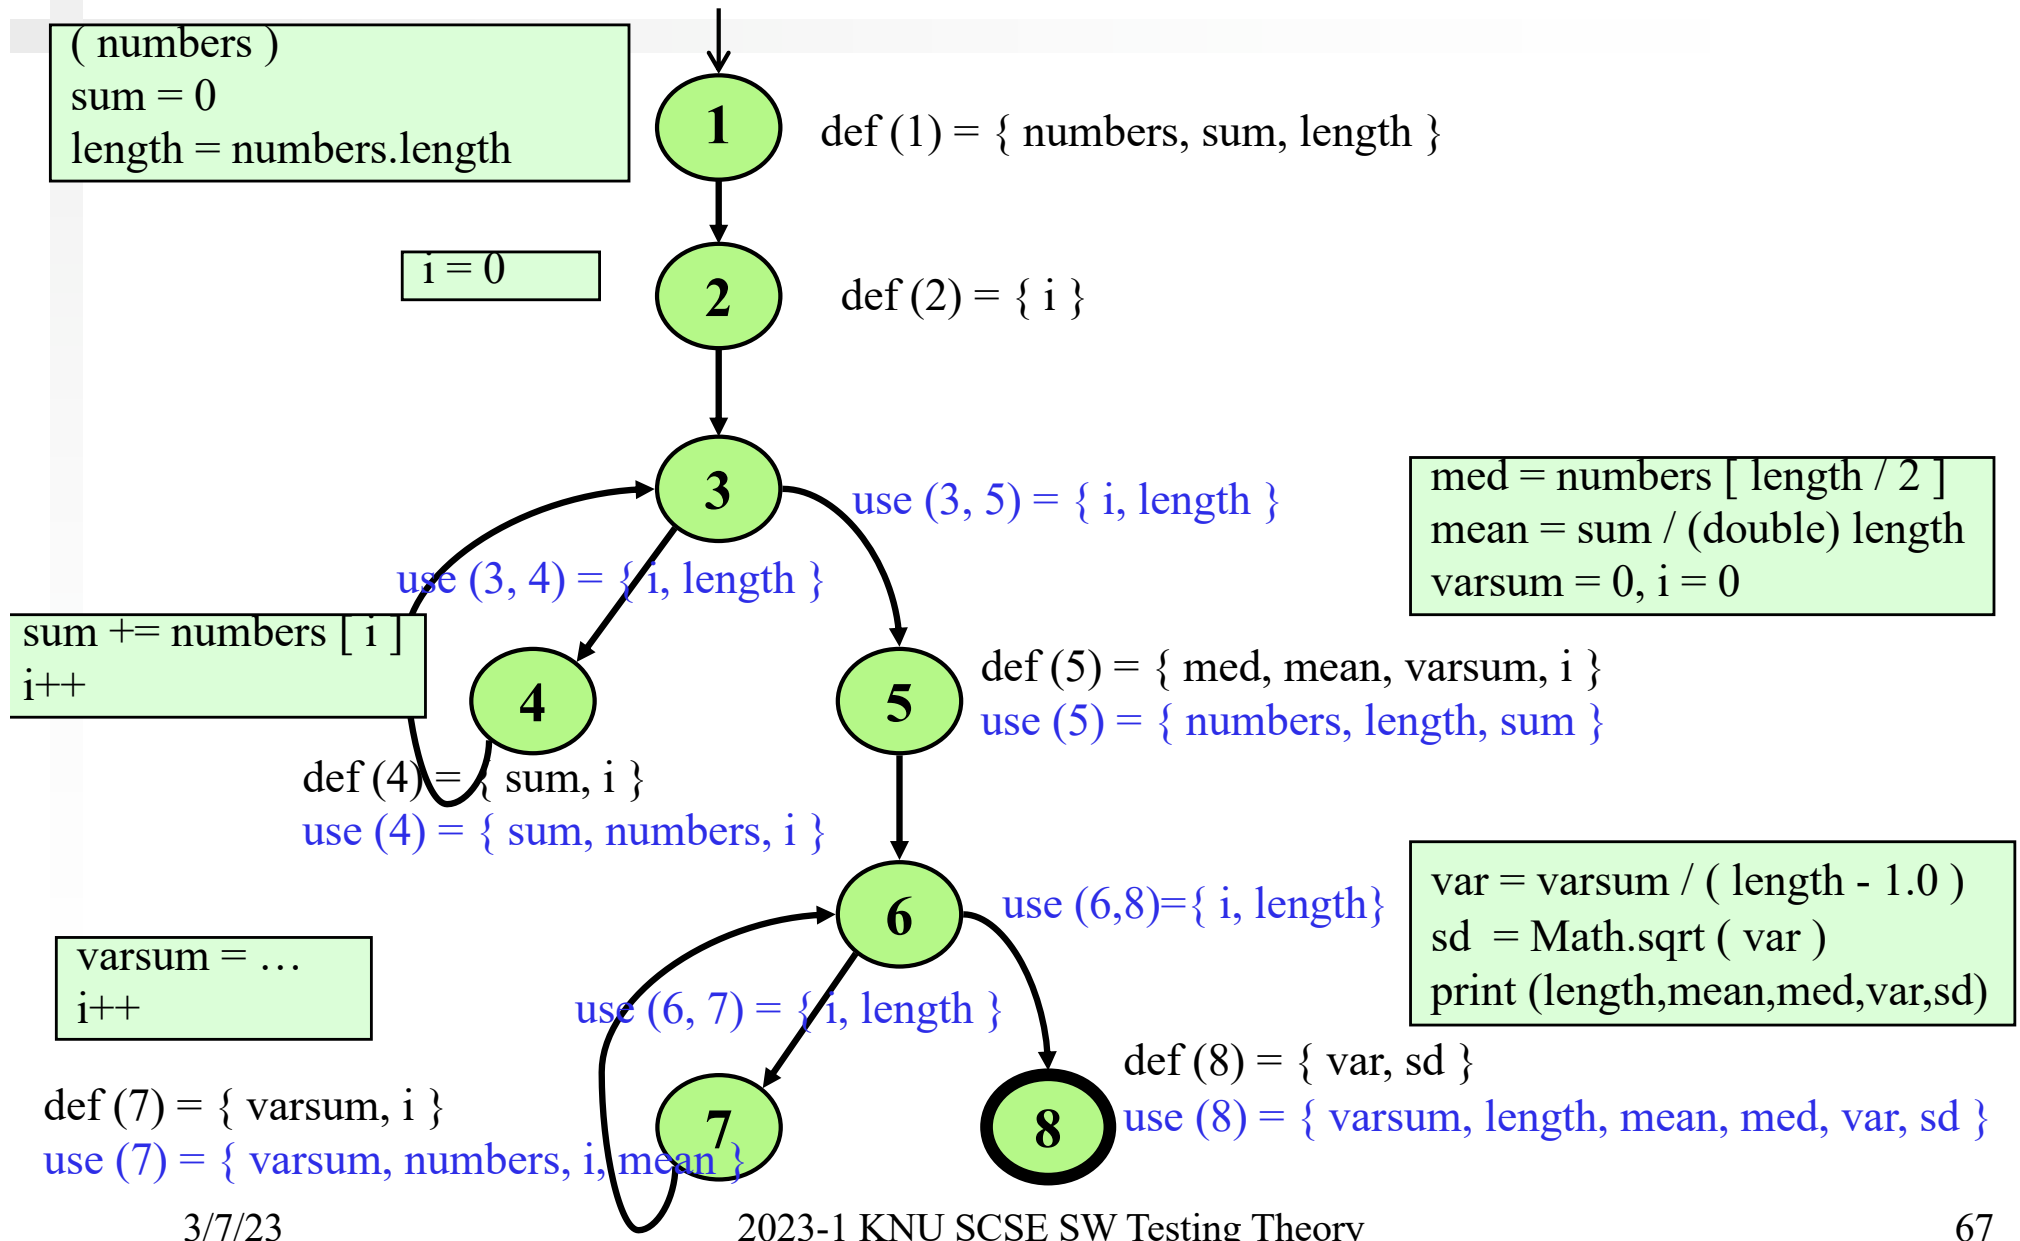 ( numbers )
sum = 0
length = numbers.length
1
def (1) = { numbers, sum, length }
i = 0
2
def (2) = { i }
3
use (3, 5) = { i, length }
med = numbers [ length / 2 ]
mean = sum / (double) length
varsum = 0, i = 0
use (3, 4) = { i, length }
sum += numbers [ i ]
i++
4
5
def (5) = { med, mean, varsum, i }
use (5) = { numbers, length, sum }
def (4) = { sum, i }
use (4) = { sum, numbers, i }
6
use (6,8)={ i, length}
var = varsum / ( length - 1.0 )
sd = Math.sqrt ( var )
print (length,mean,med,var,sd)
varsum = …
i++
use (6, 7) = { i, length }
def (7) = { varsum, i }
use (7) = { varsum, numbers, i, mean }
7
8
def (8) = { var, sd }
use (8) = { varsum, length, mean, med, var, sd }
3/7/23
2023-1 KNU SCSE SW Testing Theory
67